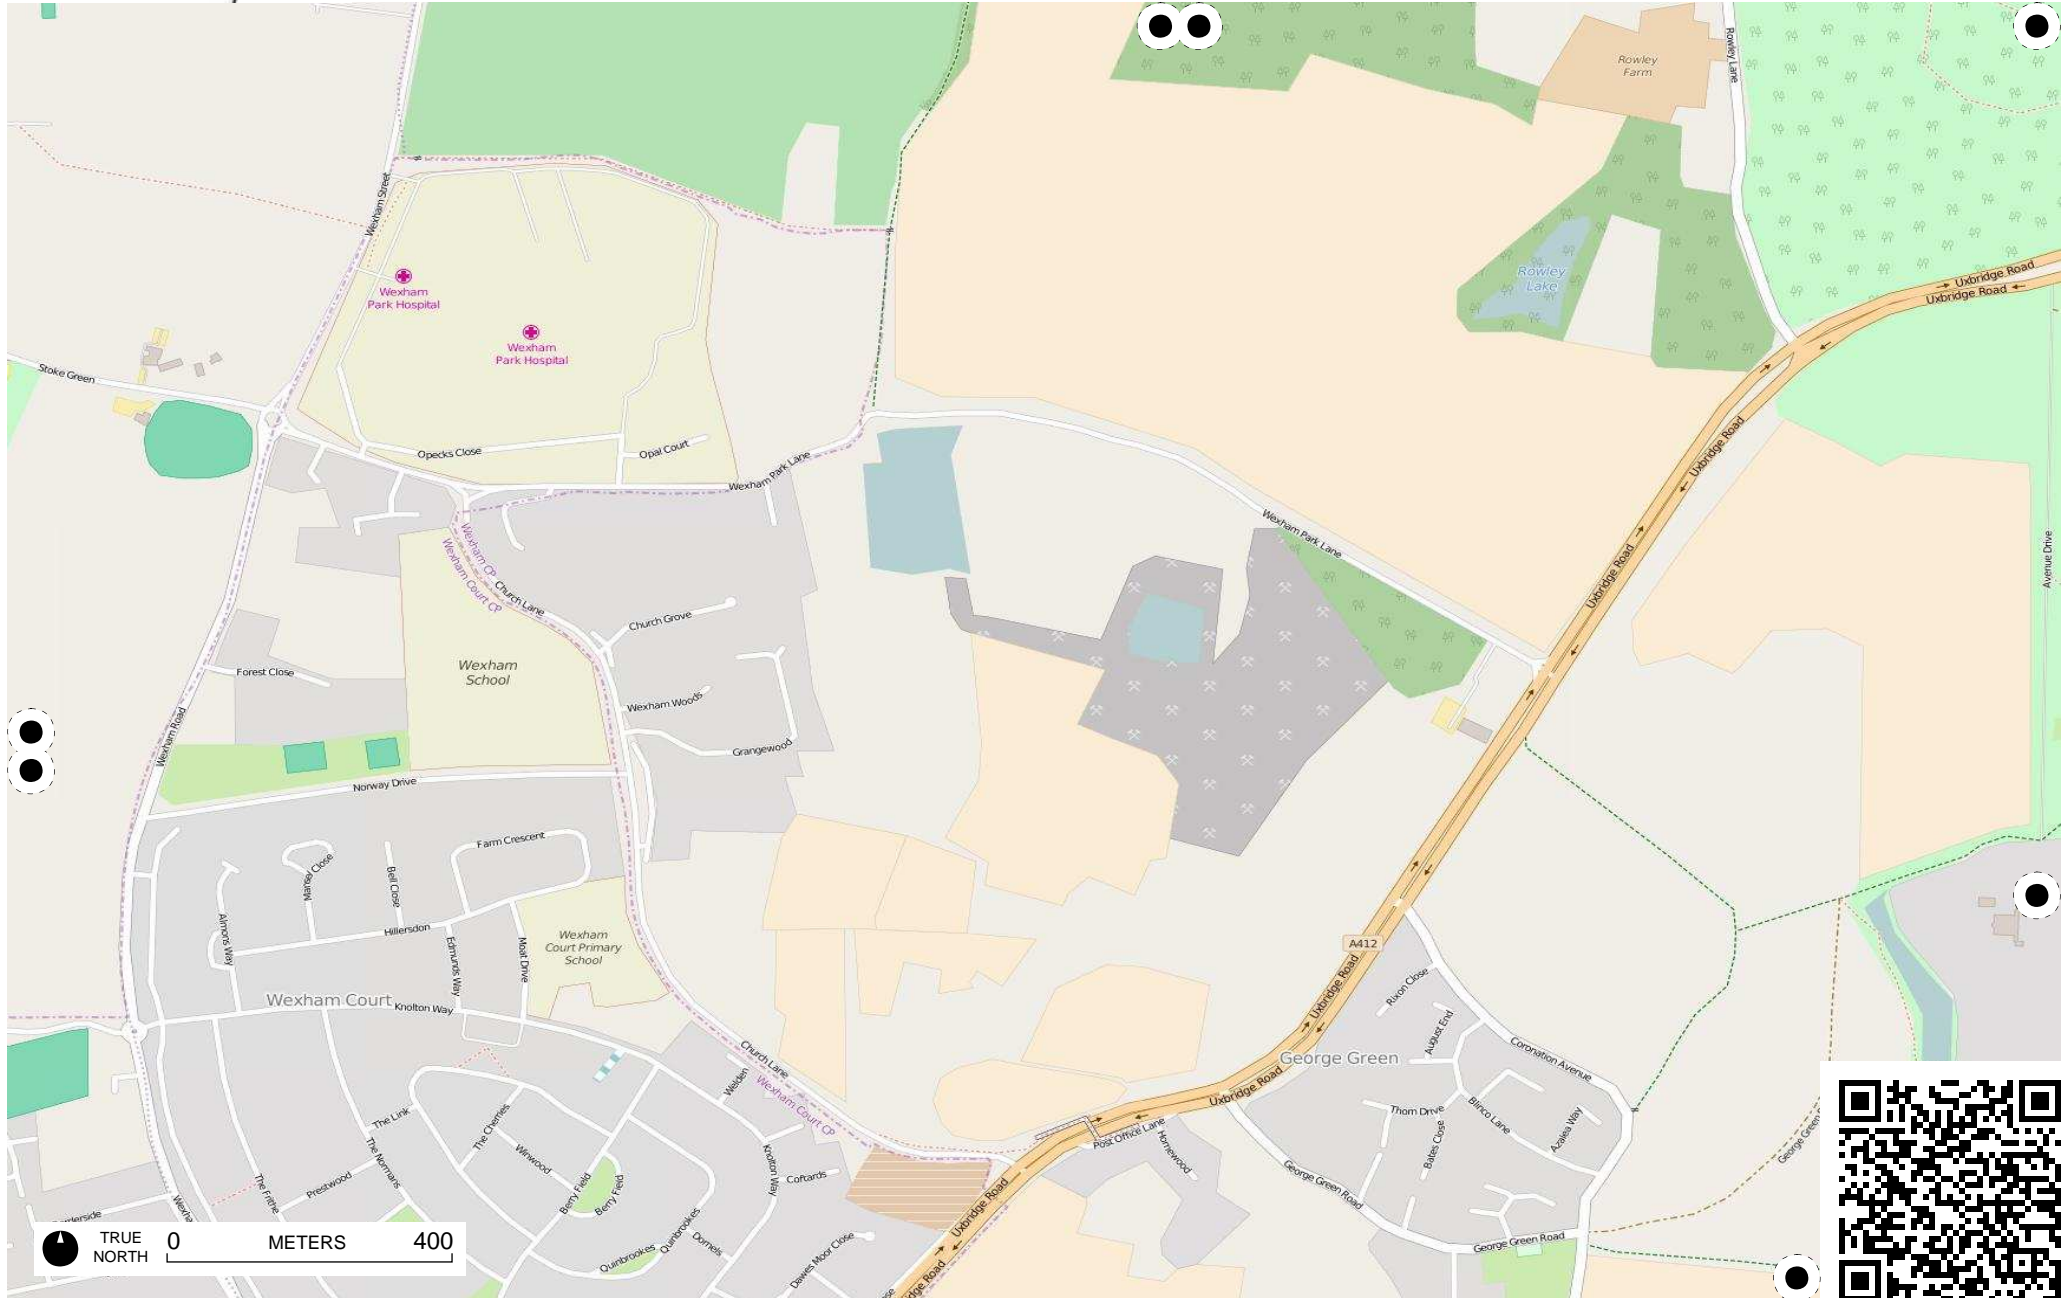 Rowley Lane
Rowley
Farm
Wexham Street
Rowley
Lake
Uxbridge Road
Uxbridge Road
Wexham
Park Hospital
Wexham
Park Hospital
Stoke Green
Opecks Close
Opal Court
Wexham Park Lane
Uxbridge Road
Wexham Park Lane
Wexham CP
Wexham Court CP
Church Lane
Uxbridge Road
Avenue Drive
Church Grove
Wexham
School
Forest Close
Wexham Woods
Wexham Road
Grangewood
Norway Drive
Farm Crescent
Manse/ Close
Bell Close
Almons Way
Hillersdon
Edmunds Way
Moat Drive
Wexham
Court Primary
School
A412
Uxbridge Road
Rixon Close
Wexham Court
Knolton Way
August End
Coronation Avenue
George Green
Church Lane
Welden
Wexham Court CP
Uxbridge Road
The Link
The Cherries
Thorn Drive
Blinco Lane
Azalea Way
Post Office Lane
Bates Close
Homewood
George Green
The Normans
Winwood
Knolton Way
Coftards
The Frithe
Prestwood
Berry Field
Berry Field
George Green Road
Uxbridge Road
Quinbrookes
Quinbrookes
Dornels
Dawes Moor Close
George Green Road
TRUE
NORTH
0 METERS 400